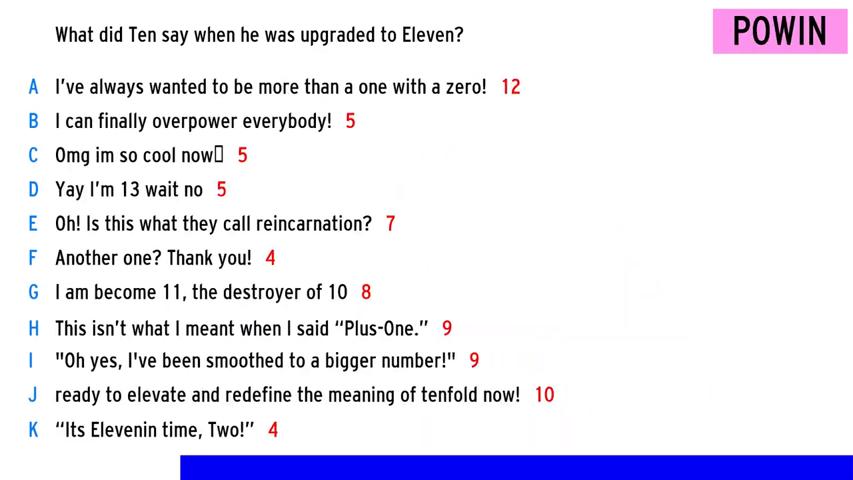 What did Ten say when he was upgraded to Eleven?
POWIN
A I've always wanted to be more than a one with a zero! 12
B I can finally overpower everybody! 5
C Omg im so cool now▯ 5
D Yay I'm 13 wait no 5
E Oh! Is this what they call reincarnation? 7
F Another one? Thank you! 4
G I am become 11, the destroyer of 10 8
H This isn't what I meant when I said “Plus-One.” 9
I "Oh yes, I've been smoothed to a bigger number!" 9
J ready to elevate and redefine the meaning of tenfold now! 10
K “Its Elevenin time, Two!” 4